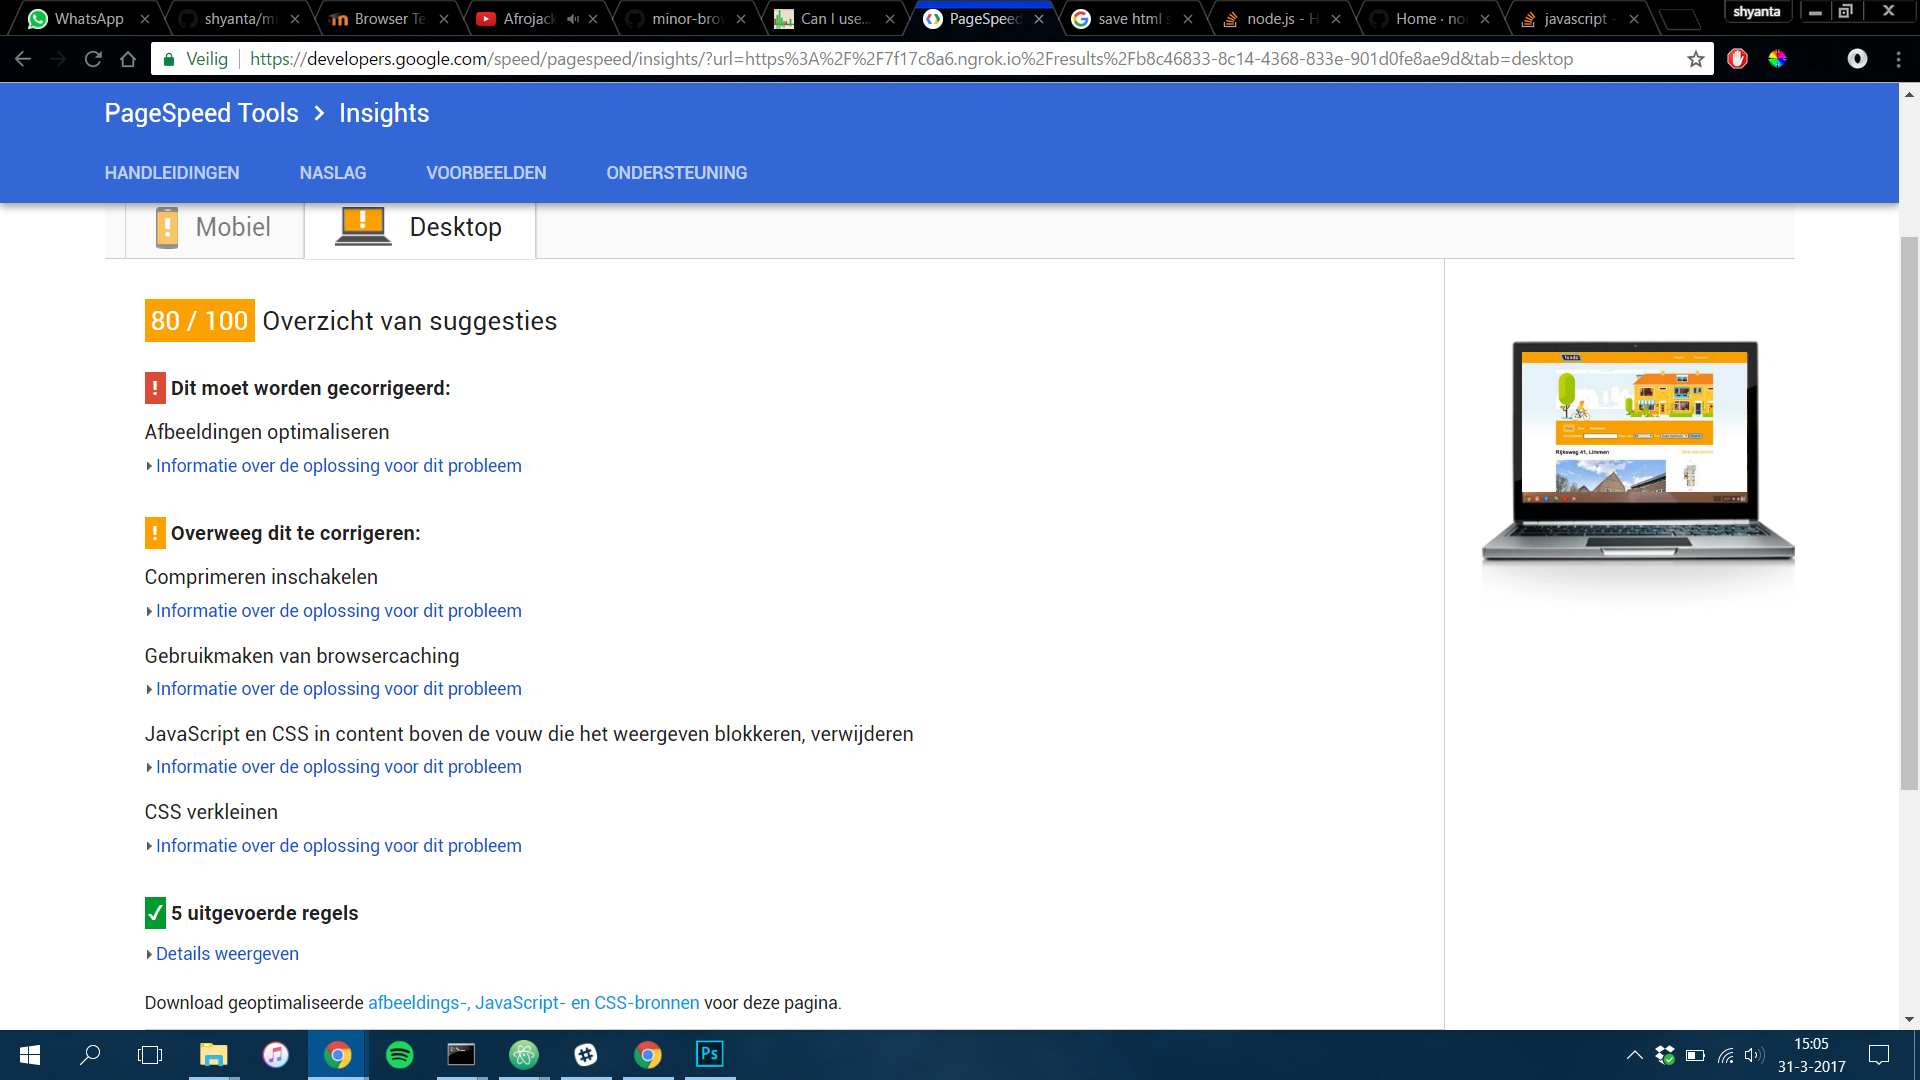 WhatsApp
shyanta/mi
Browser Te
Afrojack
minor-brow
Can I use...
PageSpeed
save html s
node.js - H
Home · no
javascript -
shyanta
Veilig
https://developers.google.com/speed/pagespeed/insights/?url=https%3A%2F%2F7f17c8a6.ngrok.io%2Fresults%2Fb8c46833-8c14-4368-833e-901d0fe8ae9d&tab=desktop
PageSpeed Tools > Insights
HANDLEIDINGEN
NASLAG
VOORBEELDEN
ONDERSTEUNING
Mobiel
Desktop
80 / 100 Overzicht van suggesties
! Dit moet worden gecorrigeerd:
Afbeeldingen optimaliseren
Informatie over de oplossing voor dit probleem
! Overweeg dit te corrigeren:
Comprimeren inschakelen
Informatie over de oplossing voor dit probleem
Gebruikmaken van browsercaching
Informatie over de oplossing voor dit probleem
JavaScript en CSS in content boven de vouw die het weergeven blokkeren, verwijderen
Informatie over de oplossing voor dit probleem
CSS verkleinen
Informatie over de oplossing voor dit probleem
5 uitgevoerde regels
Details weergeven
Download geoptimaliseerde afbeeldings-, JavaScript- en CSS-bronnen voor deze pagina.
funda
Rijksweg 41, Limmen
Ps
15:05
31-3-2017